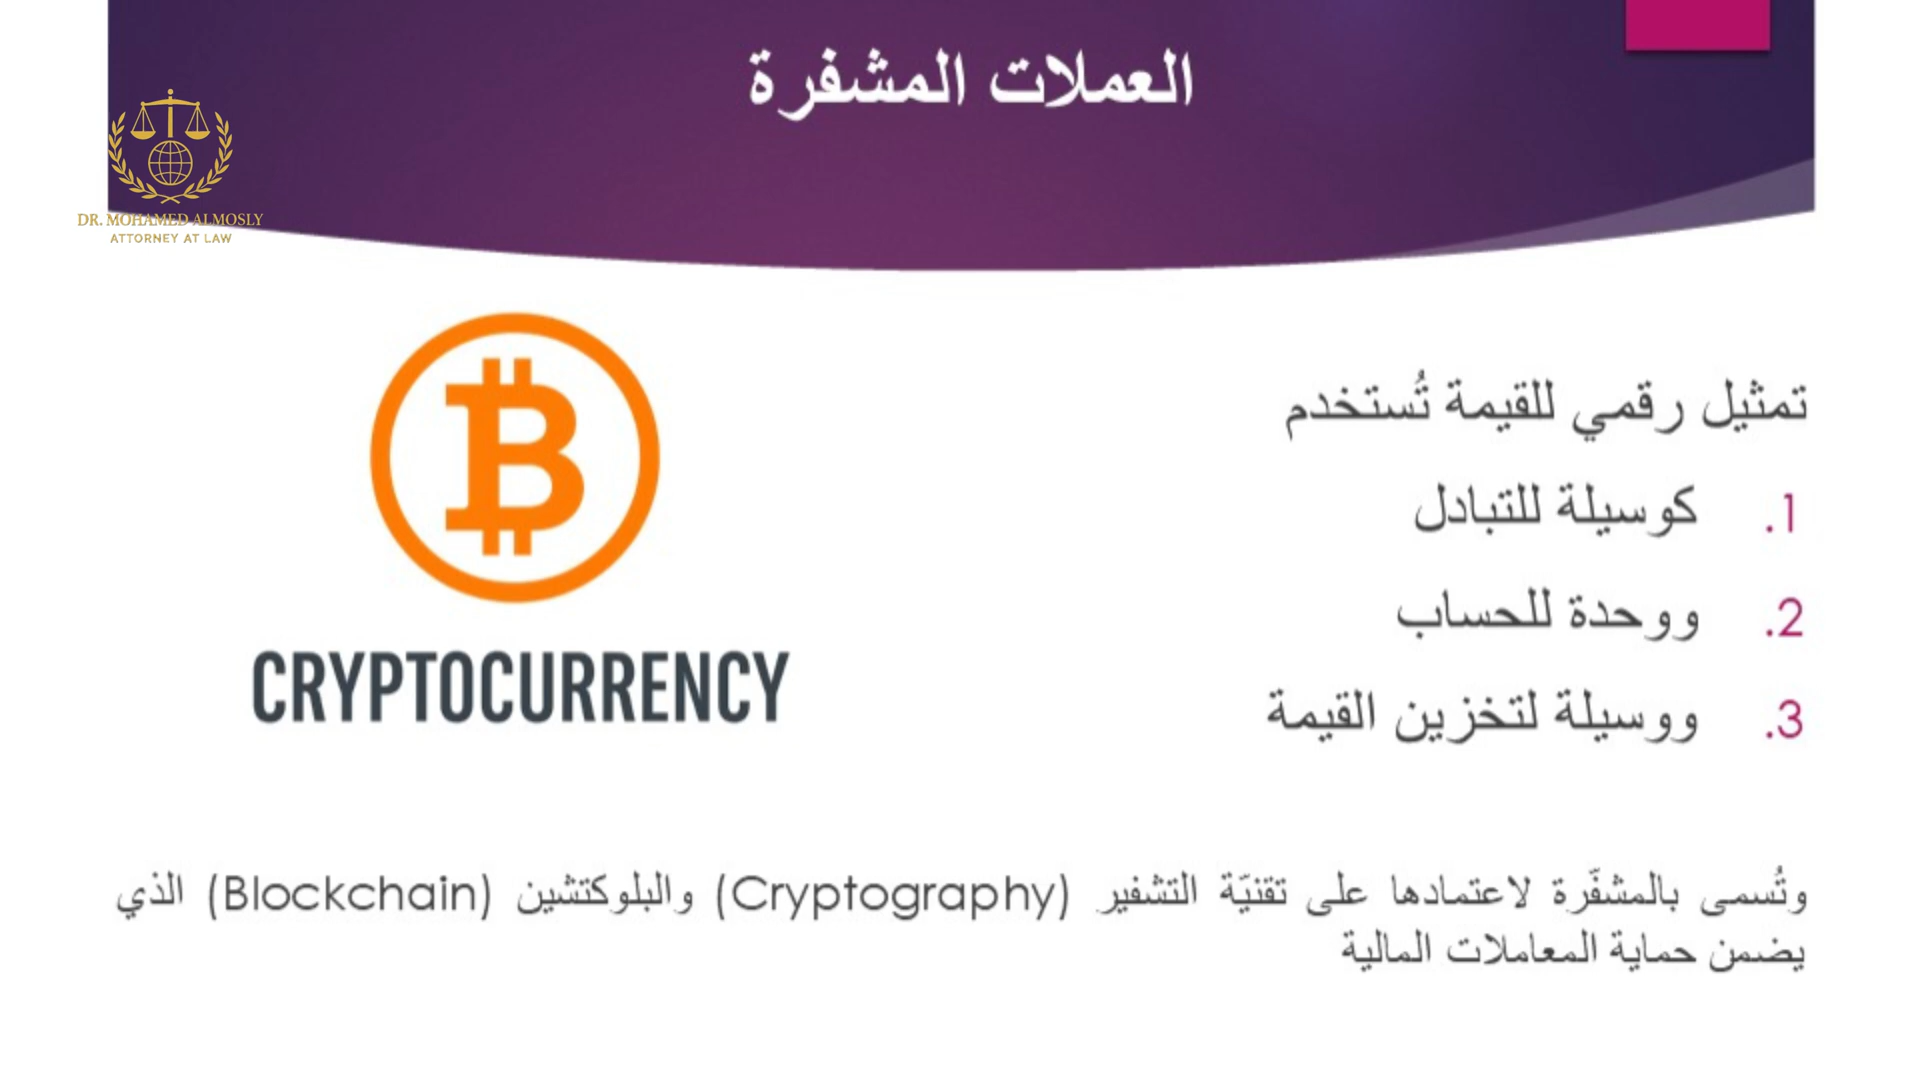 العملات المشفرة
DR. MOHAMED ALMOSLY
ATTORNEY AT LAW
تمثيل رقمي للقيمة تُستخدم
1. كوسيلة للتبادل
2. ووحدة للحساب
3. ووسيلة لتخزين القيمة
CRYPTOCURRENCY
وتُسمى بالمشفّرة لاعتمادها على تقنيّة التشفير (Cryptography) والبلوكتشين (Blockchain) الذي
يضمن حماية المعاملات المالية